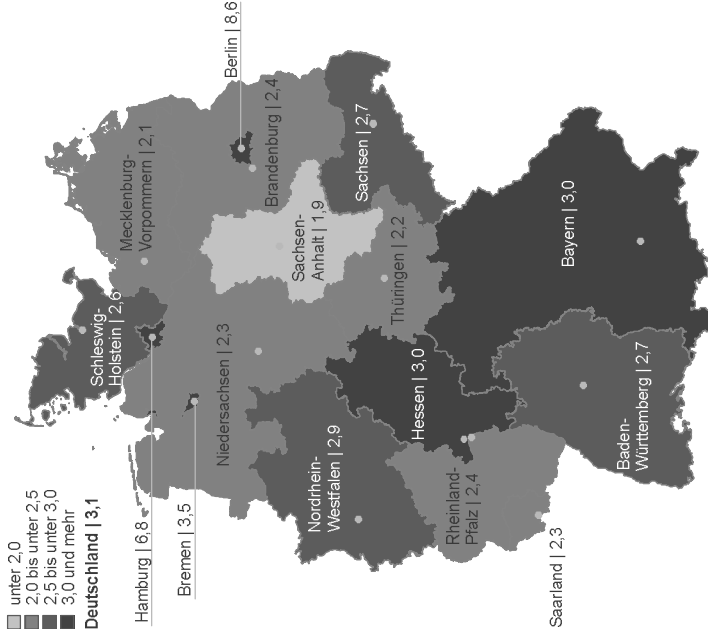 unter 2,0
2,0 bis unter 2,5
2,5 bis unter 3,0
3,0 und mehr
Deutschland | 3,1
Hamburg | 6,8
Bremen | 3,5
Schleswig-
Holstein | 2,6
Mecklenburg-
Vorpommern | 2,1
Berlin | 8,6
Brandenburg | 2,4
Niedersachsen | 2,3
Sachsen-
Anhalt | 1,9
Sachsen | 2,7
Nordrhein-
Westfalen | 2,9
Hessen | 3,0
Thüringen | 2,2
Rheinland-
Pfalz | 2,4
Saarland | 2,3
Baden-
Württemberg | 2,7
Bayern | 3,0